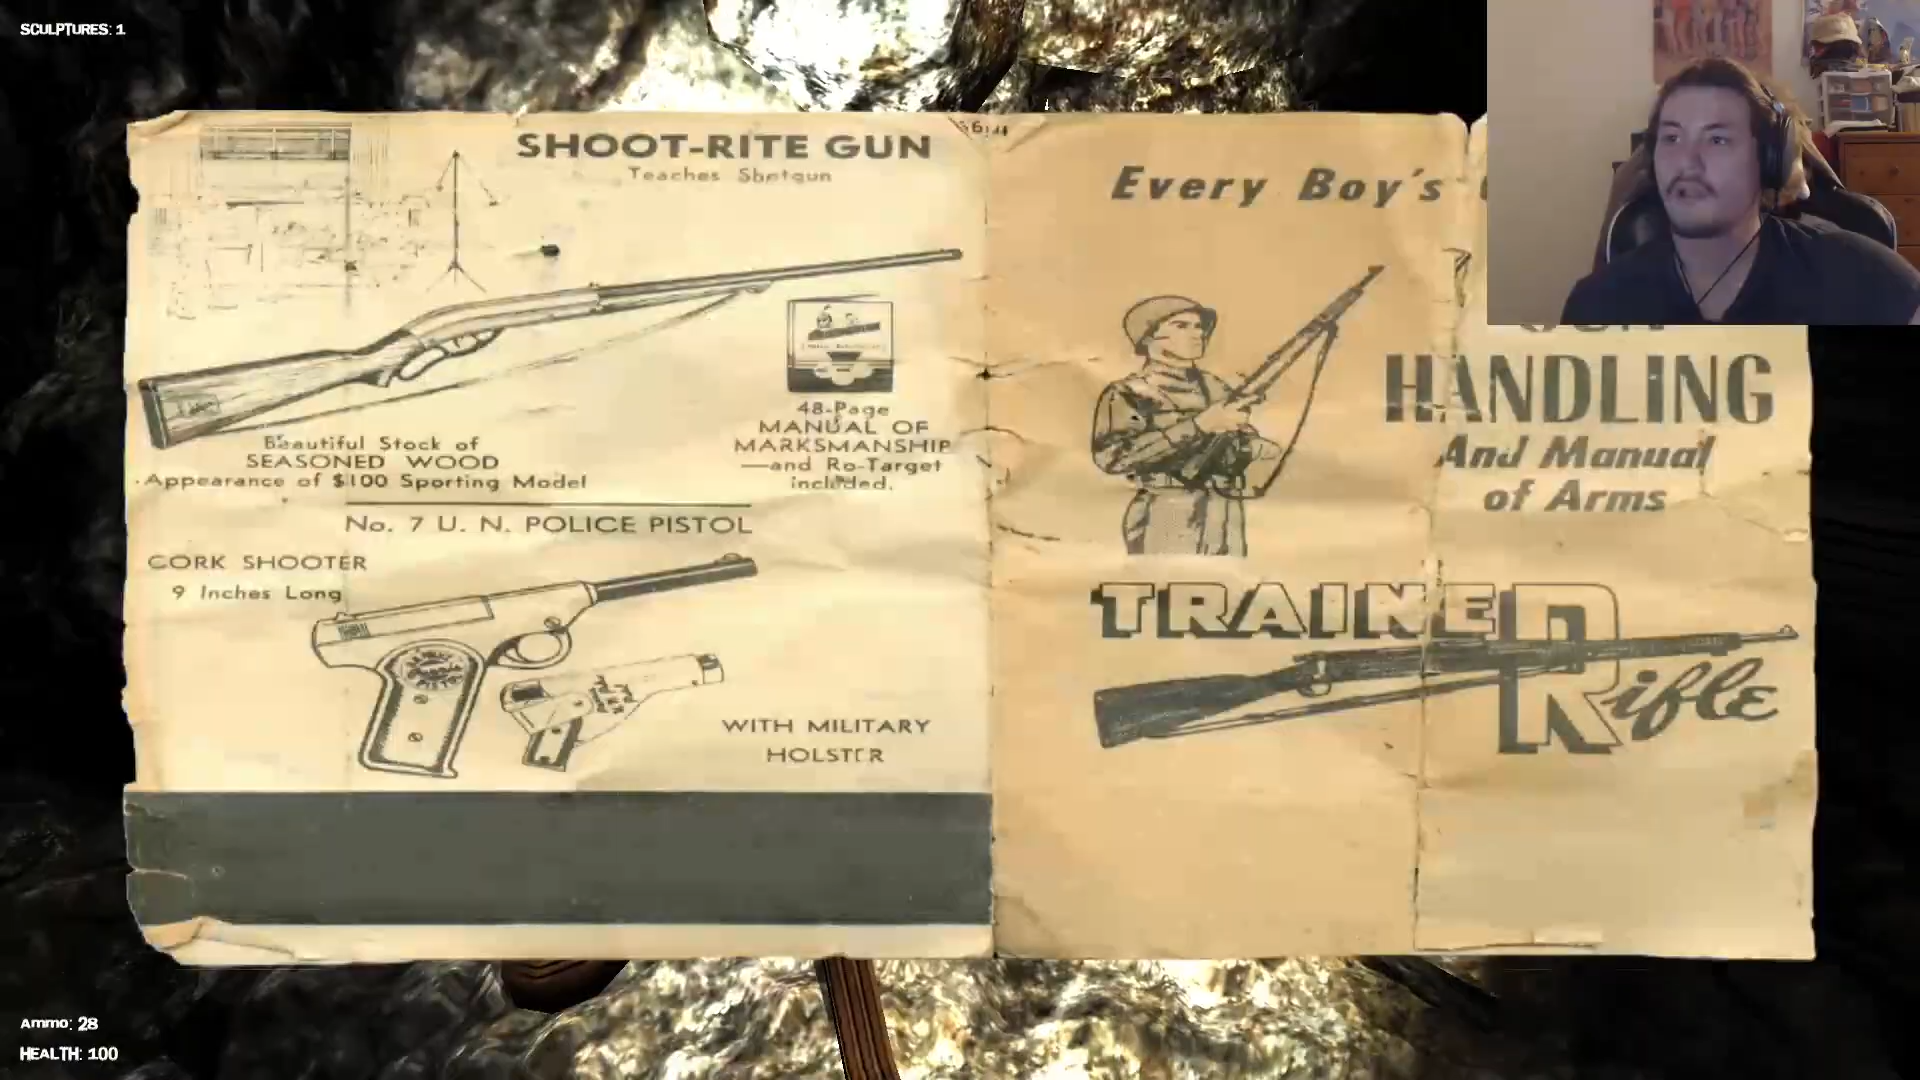 SCULPTURES: 1
SHOOT-RITE GUN
Teaches Shotgun
Beautiful Stock of
SEASONED WOOD
Appearance of $100 Sporting Model
48-Page
MANUAL OF
MARKSMANSHIP
—and Ro-Target
included.
No. 7 U. N. POLICE PISTOL
CORK SHOOTER
9 Inches Long
WITH MILITARY
HOLSTER
Every Boy's
HANDLING
And Manual
of Arms
TRAINER
Rifle
Ammo: 28
HEALTH: 100